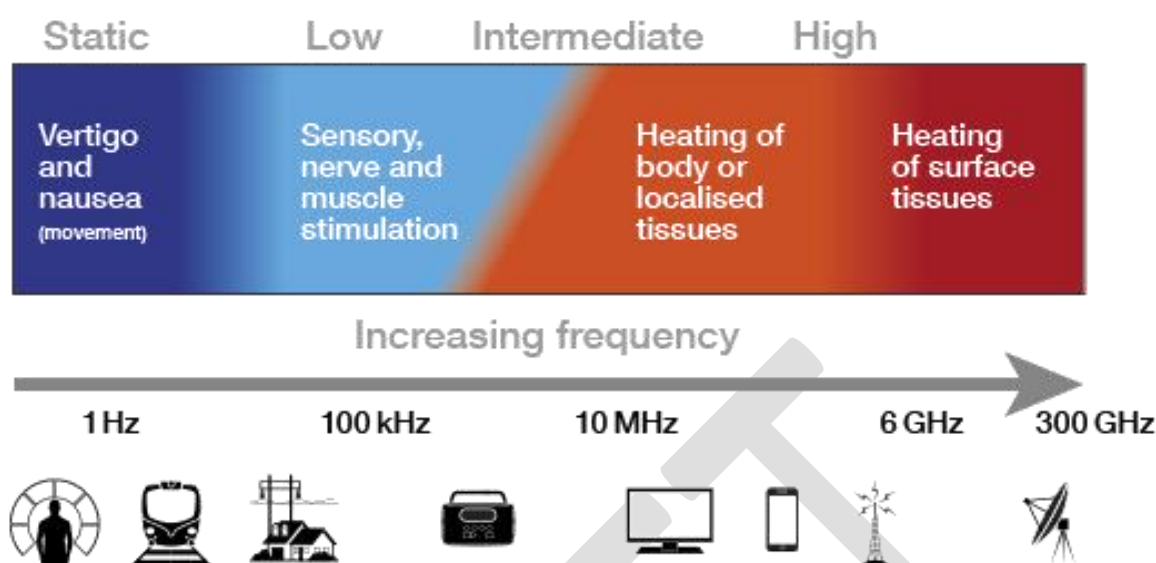 Static Low Intermediate High
Vertigo
and
nausea
(movement)
Sensory,
nerve and
muscle
stimulation
Heating of
body or
localised
tissues
Heating
of surface
tissues
Increasing frequency
1 Hz 100 kHz 10 MHz 6 GHz 300 GHz